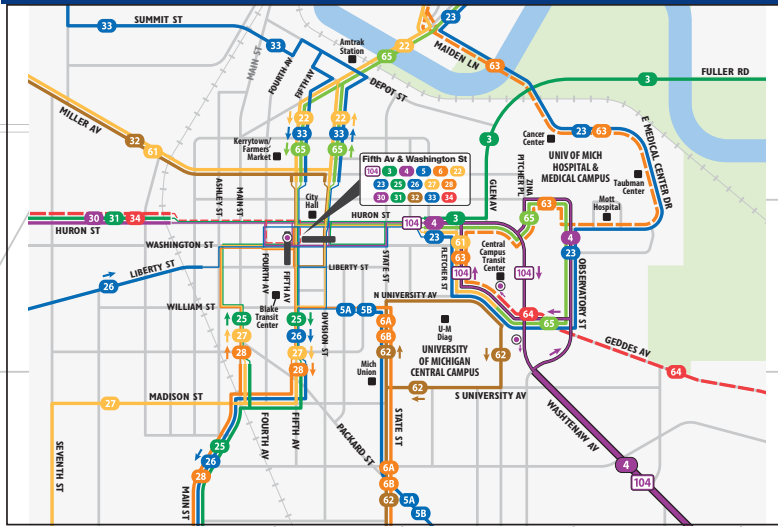 SUMMIT ST
33
33
22
23
65
Amtrak
Station
MAIDEN LN
63
3
FULLER RD
MAIN ST
FOURTH AV
FIFTH AV
DEPOT ST
MILLER AV
32
61
22
33
65
22
33
65
Kerrytown/
Farmers'
Market
3
Cancer
Center
23
63
E MEDICAL CENTER DR
UNIV OF MICH
HOSPITAL &
MEDICAL CAMPUS
Taubman
Center
Mott
Hospital
Fifth Av & Washington St
104 3 4 5 6 22
23 25 26 27 28
30 31 32 33 34
ASHLEY ST
MAIN ST
City
Hall
GLEN AV
ZINA
PITCHER PL
63
65
30 31 34
HURON ST
HURON ST
104 4 3
23
4
23
WASHINGTON ST
61
63
104
FLETCHER ST
Central
Campus
Transit
Center
104
OBSERVATORY ST
LIBERTY ST
26
FOURTH AV
FIFTH AV
LIBERTY ST
STATE ST
N UNIVERSITY AV
WILLIAM ST
Blake
Transit
Center
DIVISION ST
5A 5B
6A
6B
62
U-M
Diag
UNIVERSITY
OF MICHIGAN
CENTRAL CAMPUS
62
64
65
GEDDES AV
64
25
27
28
25
26
27
28
Mich
Union
62
S UNIVERSITY AV
27
MADISON ST
SEVENTH ST
FOURTH AV
FIFTH AV
PACKARD ST
STATE ST
WASHTENAW AV
25
26
28
MAIN ST
6A
6B
62
5A
5B
4
104